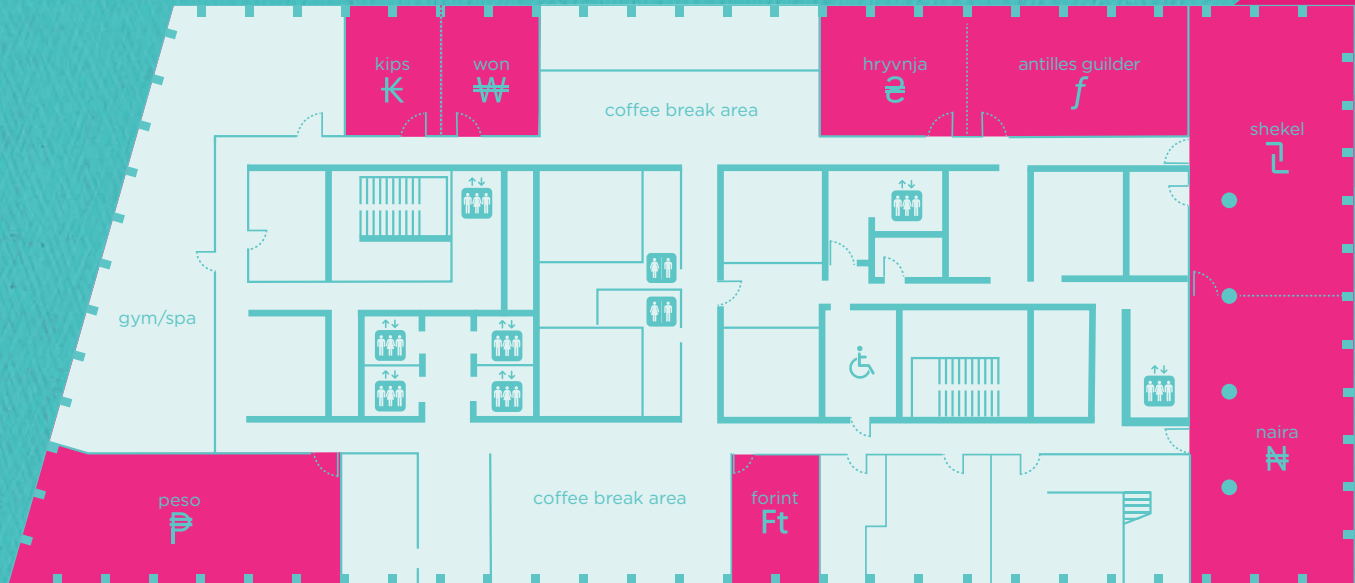 kips
₭
won
₩
hryvnja
₴
antilles guilder
ƒ
coffee break area
shekel
gym/spa
naira
₦
peso
₱
coffee break area
forint
Ft